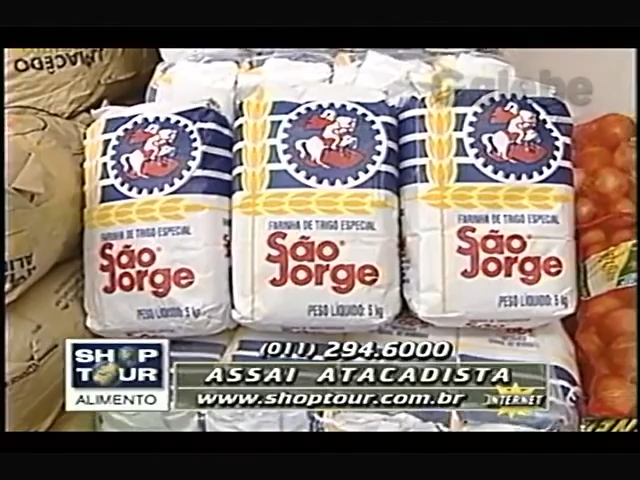 MACÊDO
FARINHA DE TRIGO ESPECIAL
São
Jorge
PESO LÍQUIDO: 5 kg
FARINHA DE TRIGO ESPECIAL
São
Jorge
PESO LÍQUIDO: 5 kg
FARINHA DE TRIGO ESPECIAL
São
Jorge
PESO LÍQUIDO: 5 kg
SHOP
TOUR
ALIMENTO
(011) 294.6000
ASSAI ATACADISTA
www.shoptour.com.br
INTERNET